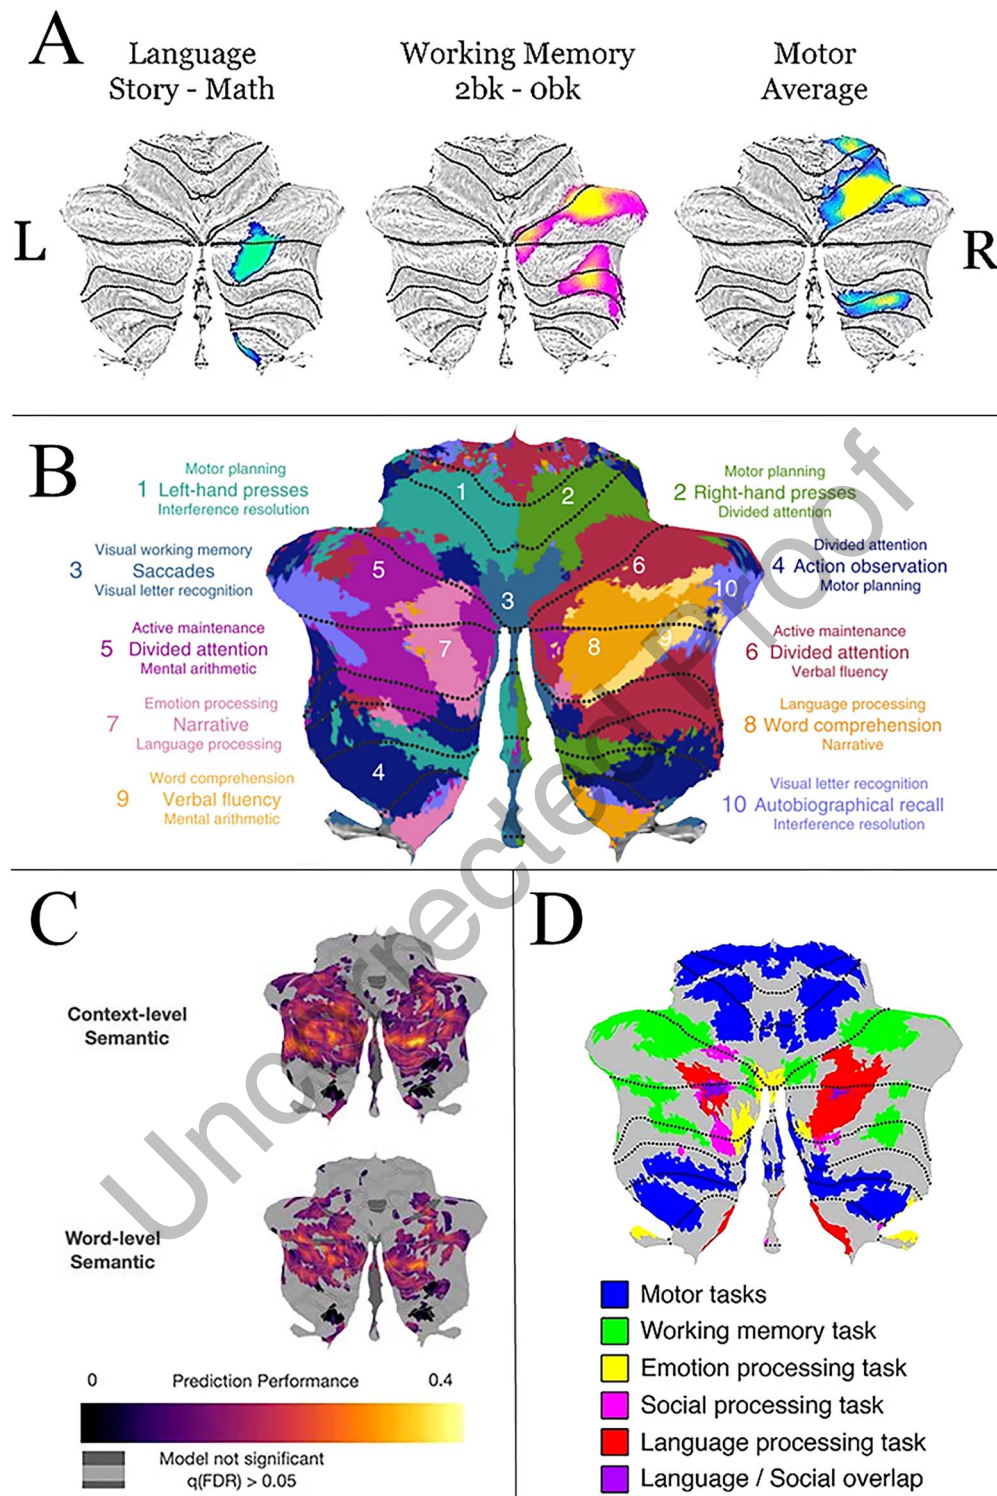 A
Language
Story - Math
Working Memory
2bk - 0bk
Motor
Average
L
R
B
Motor planning
1 Left-hand presses
Interference resolution
Motor planning
2 Right-hand presses
Divided attention
Visual working memory
3 Saccades
Visual letter recognition
Divided attention
4 Action observation
Motor planning
Active maintenance
5 Divided attention
Mental arithmetic
Active maintenance
6 Divided attention
Verbal fluency
Emotion processing
7 Narrative
Language processing
Language processing
8 Word comprehension
Narrative
Word comprehension
9 Verbal fluency
Mental arithmetic
Visual letter recognition
10 Autobiographical recall
Interference resolution
1
2
5
6
10
3
7
8
9
4
C
Context-level
Semantic
Word-level
Semantic
0 Prediction Performance 0.4
Model not significant
q(FDR) > 0.05
D
Motor tasks
Working memory task
Emotion processing task
Social processing task
Language processing task
Language / Social overlap
Uncorrected Proof